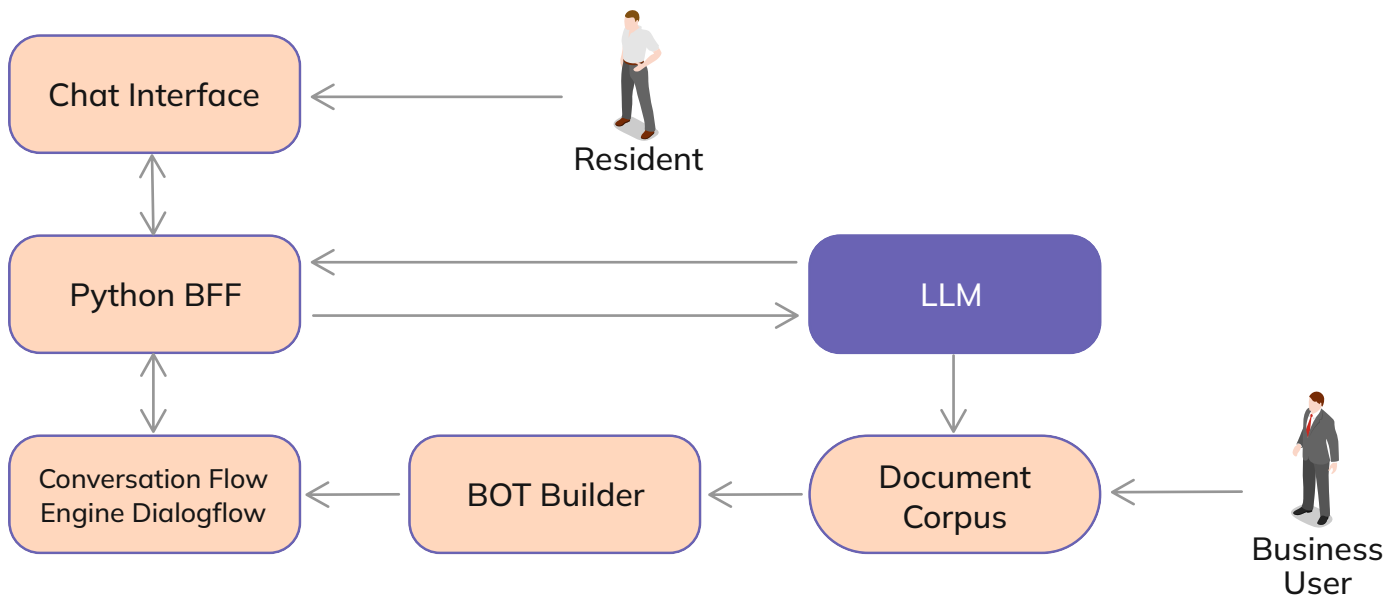 Chat Interface
Resident
Python BFF
LLM
Conversation Flow
Engine Dialogflow
BOT Builder
Document
Corpus
Business
User